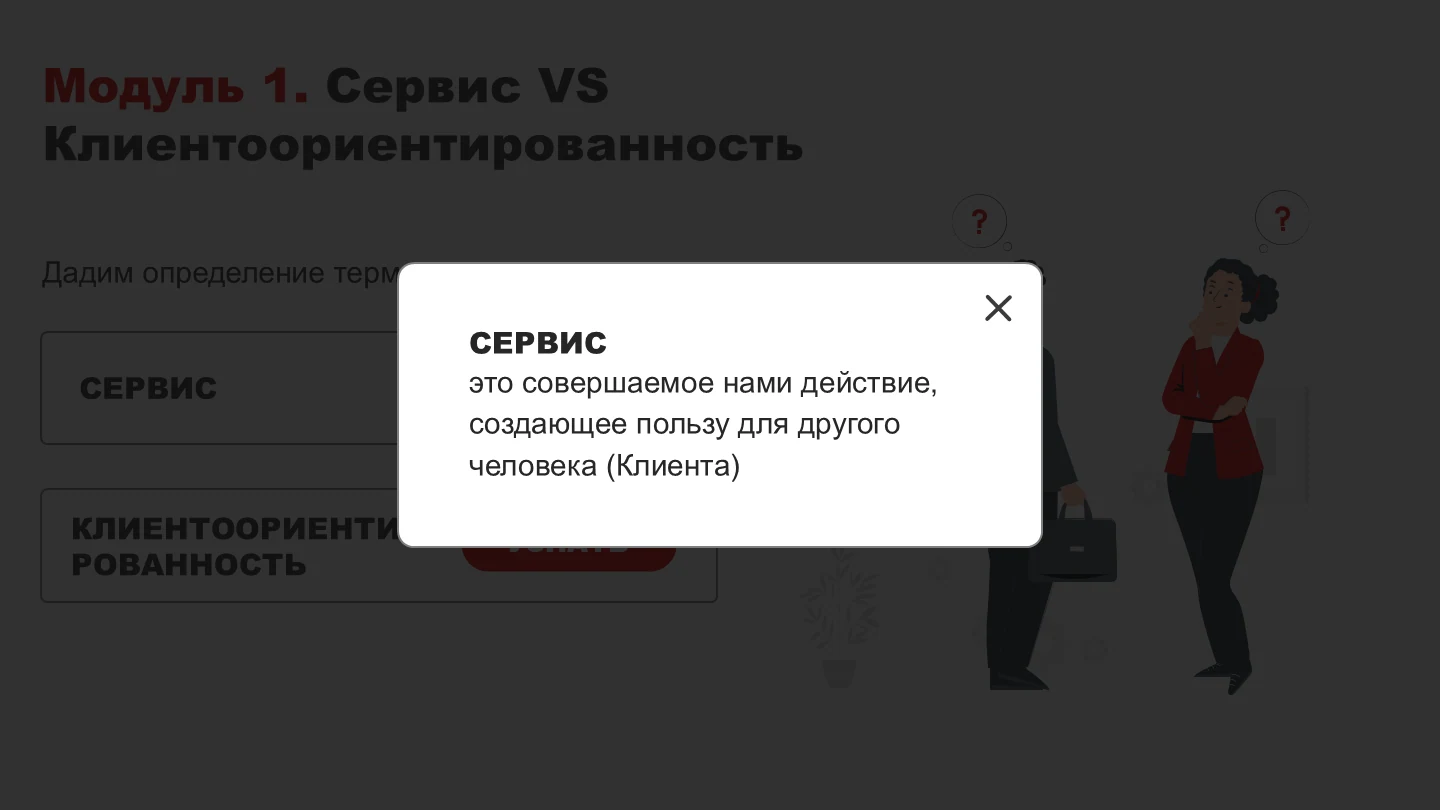 Модуль 1. Сервис VS
Клиентоориентированность
?
?
Дадим определение
СЕРВИС
это совершаемое нами действие,
создающее пользу для другого
человека (Клиента)
СЕРВИС
КЛИЕНТООРИЕНТИ
РОВАННОСТЬ
УЗНАТЬ